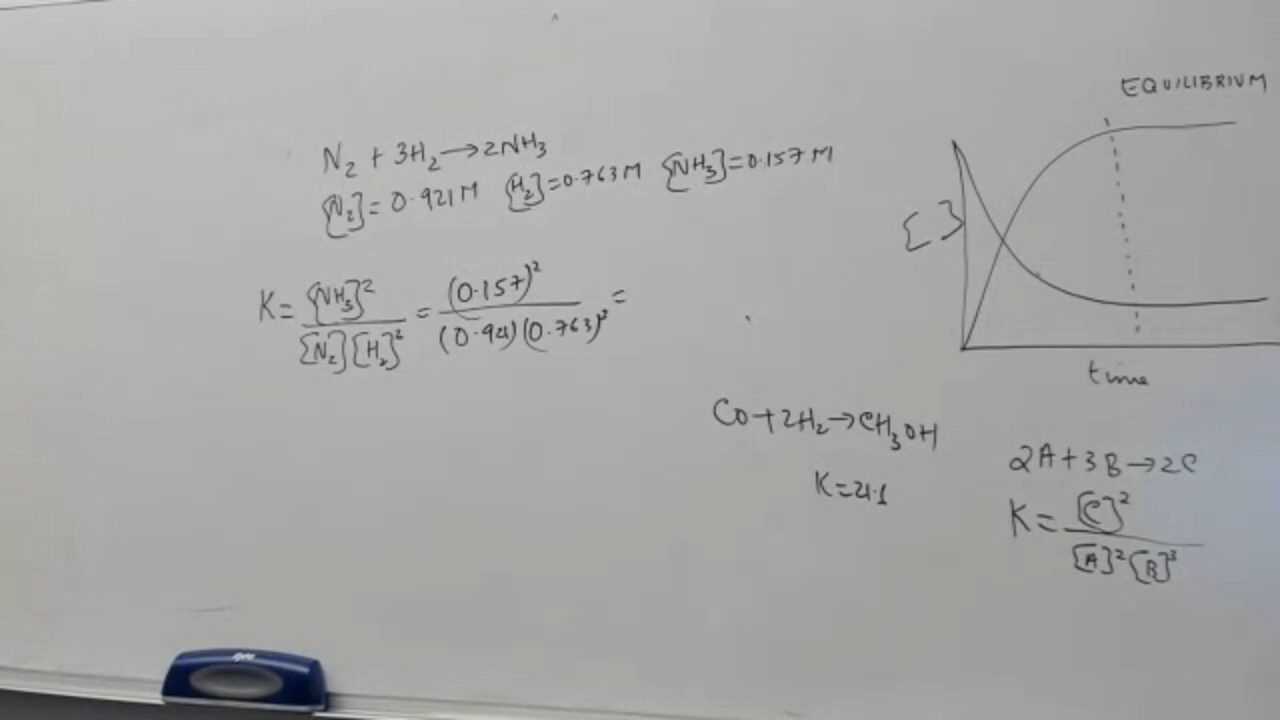 EQUILIBRIUM
N₂ + 3H₂ → 2NH₃
[N₂] = 0.921 M [H₂] = 0.763 M [NH₃] = 0.157 M
[ ]
K = [NH₃]² / [N₂][H₂]² = (0.157)² / (0.921)(0.763)² =
time
CO + 2H₂ → CH₃OH
K = 21.1
2A + 3B → 2C
K = [C]² / [A]²[B]³